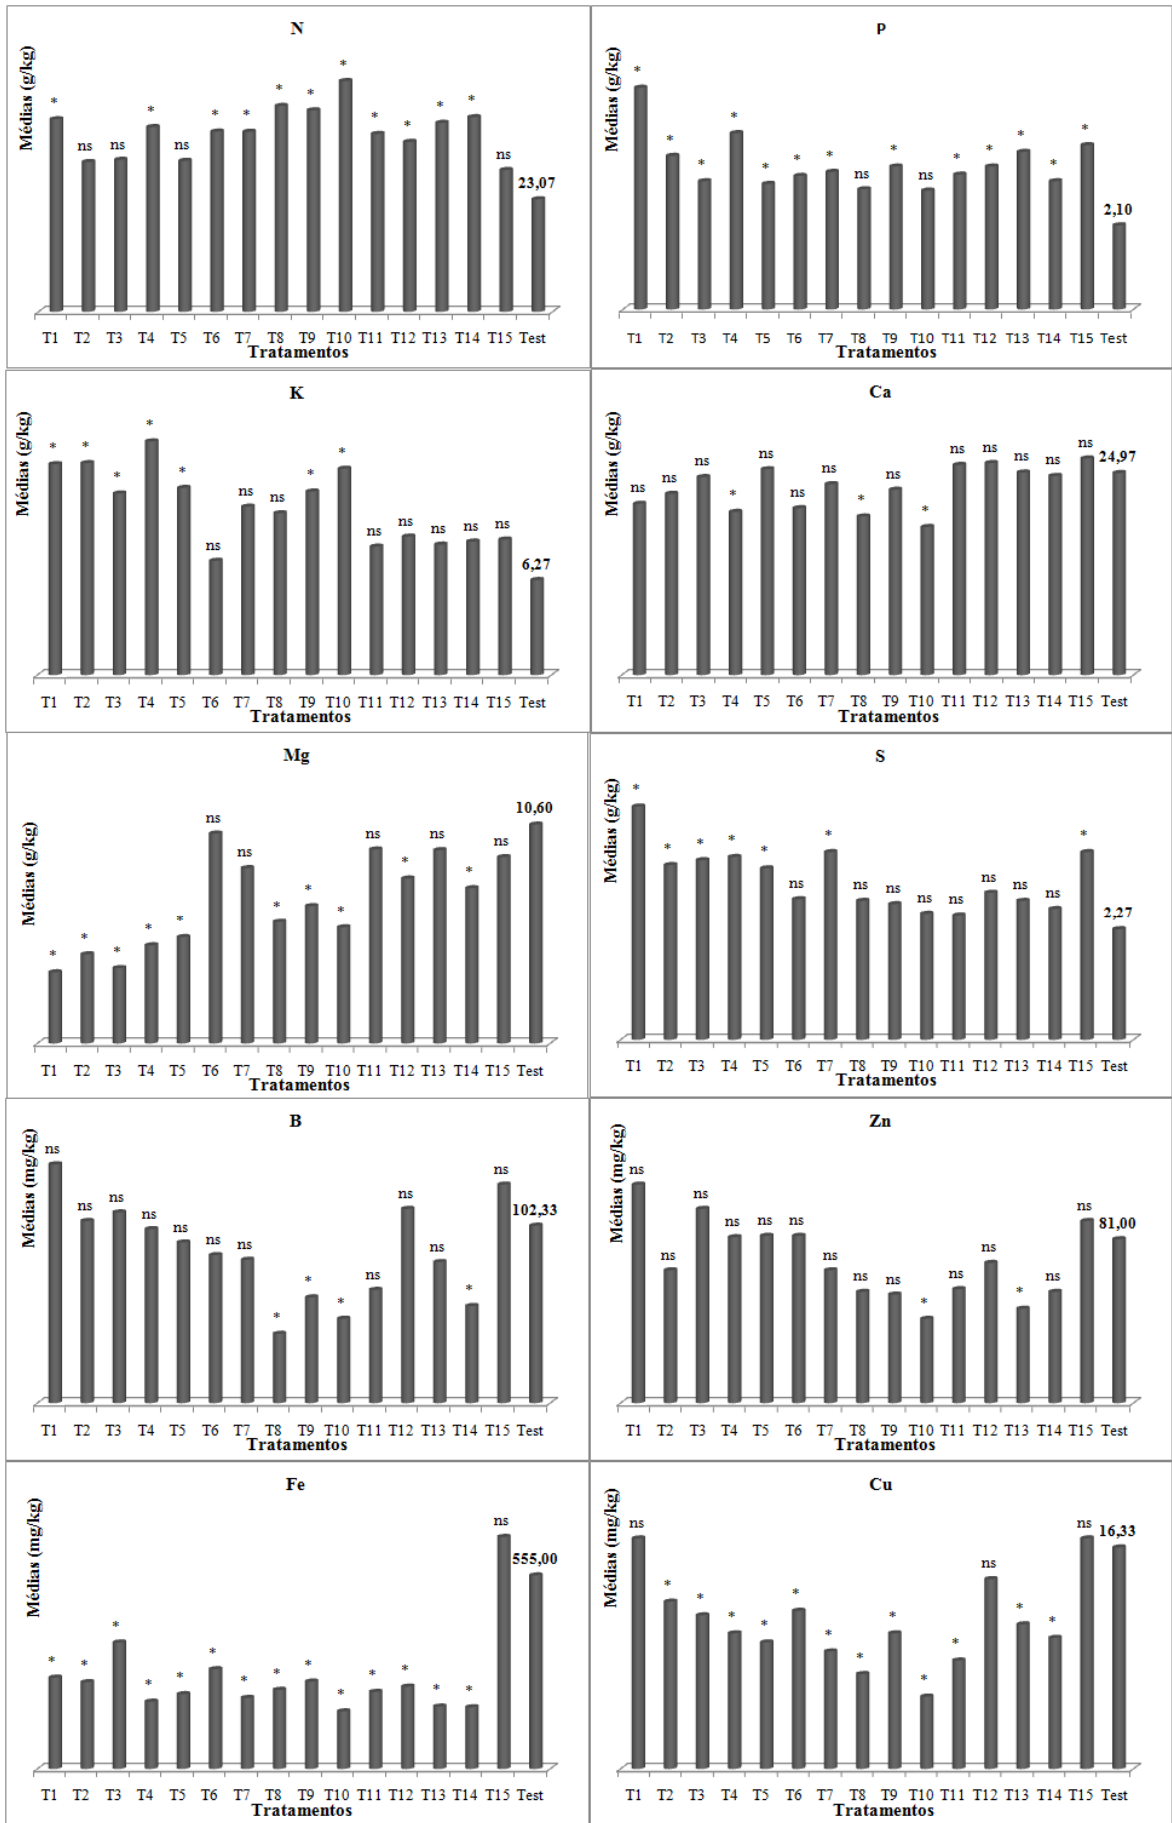 N
Médias (g/kg)
* ns ns * ns * * * * * * * * * ns 23,07
T1 T2 T3 T4 T5 T6 T7 T8 T9 T10 T11 T12 T13 T14 T15 Test
Tratamentos
P
Médias (g/kg)
* * * * * * * ns * ns * * * * * 2,10
T1 T2 T3 T4 T5 T6 T7 T8 T9 T10 T11 T12 T13 T14 T15 Test
Tratamentos
K
Médias (g/kg)
* * * * * ns ns ns * * ns ns ns ns ns 6,27
T1 T2 T3 T4 T5 T6 T7 T8 T9 T10 T11 T12 T13 T14 T15 Test
Tratamentos
Ca
Médias (g/kg)
ns ns ns * ns ns ns * ns * ns ns ns ns ns 24,97
T1 T2 T3 T4 T5 T6 T7 T8 T9 T10 T11 T12 T13 T14 T15 Test
Tratamentos
Mg
Médias (g/kg)
* * * * * ns ns * * * ns * ns * ns 10,60
T1 T2 T3 T4 T5 T6 T7 T8 T9 T10 T11 T12 T13 T14 T15 Test
Tratamentos
S
Médias (g/kg)
* * * * * ns * ns ns ns ns ns ns ns * 2,27
T1 T2 T3 T4 T5 T6 T7 T8 T9 T10 T11 T12 T13 T14 T15 Test
Tratamentos
B
Médias (mg/kg)
ns ns ns ns ns ns ns * * * ns ns ns * ns 102,33
T1 T2 T3 T4 T5 T6 T7 T8 T9 T10 T11 T12 T13 T14 T15 Test
Tratamentos
Zn
Médias (mg/kg)
ns ns ns ns ns ns ns ns ns * ns ns * ns ns 81,00
T1 T2 T3 T4 T5 T6 T7 T8 T9 T10 T11 T12 T13 T14 T15 Test
Tratamentos
Fe
Médias (mg/kg)
* * * * * * * * * * * * * * ns 555,00
T1 T2 T3 T4 T5 T6 T7 T8 T9 T10 T11 T12 T13 T14 T15 Test
Tratamentos
Cu
Médias (mg/kg)
ns * * * * * * * * * * ns * * ns 16,33
T1 T2 T3 T4 T5 T6 T7 T8 T9 T10 T11 T12 T13 T14 T15 Test
Tratamentos